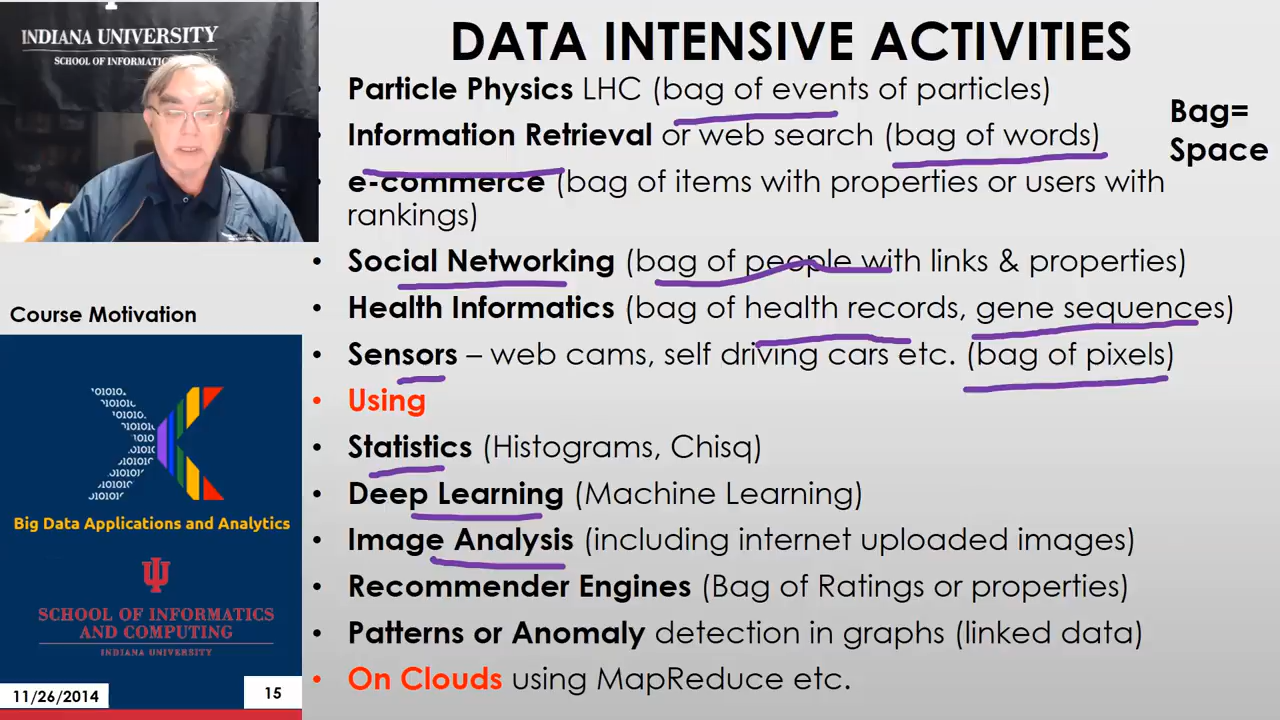 INDIANA UNIVERSITY
SCHOOL OF INFORMATIC
DATA INTENSIVE ACTIVITIES
• Particle Physics LHC (bag of events of particles)
• Information Retrieval or web search (bag of words)
• e-commerce (bag of items with properties or users with
rankings)
• Social Networking (bag of people with links & properties)
• Health Informatics (bag of health records, gene sequences)
• Sensors – web cams, self driving cars etc. (bag of pixels)
• Using
• Statistics (Histograms, Chisq)
• Deep Learning (Machine Learning)
• Image Analysis (including internet uploaded images)
• Recommender Engines (Bag of Ratings or properties)
• Patterns or Anomaly detection in graphs (linked data)
• On Clouds using MapReduce etc.
Bag=
Space
Course Motivation
Big Data Applications and Analytics
SCHOOL OF INFORMATICS
AND COMPUTING
INDIANA UNIVERSITY
11/26/2014
15